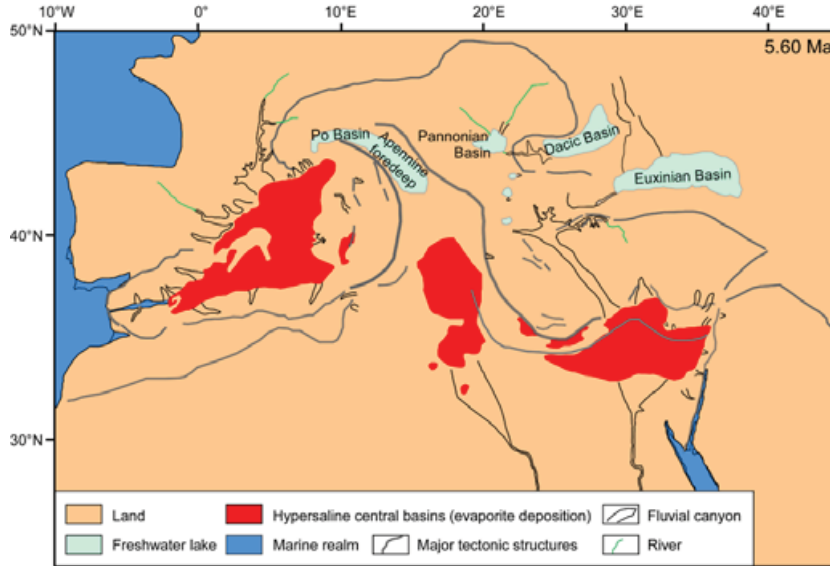 10°W 0° 10°E 20°E 30°E 40°E
50°N
5.60 Ma
Po Basin
Apennine
foredeep
Pannonian
Basin
Dacic Basin
Euxinian Basin
40°N
30°N
Land
Hypersaline central basins (evaporite deposition)
Fluvial canyon
Freshwater lake
Marine realm
Major tectonic structures
River